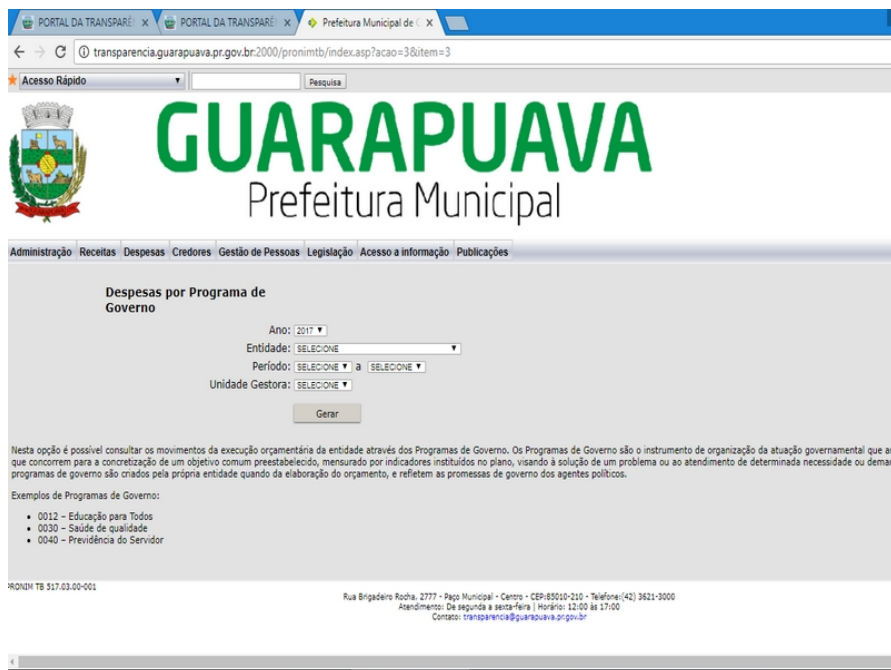 PORTAL DA TRANSPARÊ
PORTAL DA TRANSPARÊ
Prefeitura Municipal de
transparencia.guarapuava.pr.gov.br:2000/pronimtb/index.asp?acao=3&item=3
Acesso Rápido
Pesquisa
GUARAPUAVA
Prefeitura Municipal
Administração Receitas Despesas Credores Gestão de Pessoas Legislação Acesso a informação Publicações
Despesas por Programa de
Governo
Ano: 2017
Entidade: SELECIONE
Período: SELECIONE a SELECIONE
Unidade Gestora: SELECIONE
Gerar
Nesta opção é possível consultar os movimentos da execução orçamentária da entidade através dos Programas de Governo. Os Programas de Governo são o instrumento de organização da atuação governamental que
que concorrem para a concretização de um objetivo comum preestabelecido, mensurado por indicadores instituídos no plano, visando à solução de um problema ou ao atendimento de determinada necessidade ou
programas de governo são criados pela própria entidade quando da elaboração do orçamento, e refletem as promessas de governo dos agentes políticos.
Exemplos de Programas de Governo:
• 0012 – Educação para Todos
• 0030 – Saúde de qualidade
• 0040 – Previdência do Servidor
PRONIM TB 517.03.00-001
Rua Brigadeiro Rocha, 2777 - Paço Municipal - Centro - CEP:85010-210 - Telefone:(42) 3621-3000
Atendimento: De segunda a sexta-feira | Horário: 12:00 às 17:00
Contato: transparencia@guarapuava.pr.gov.br